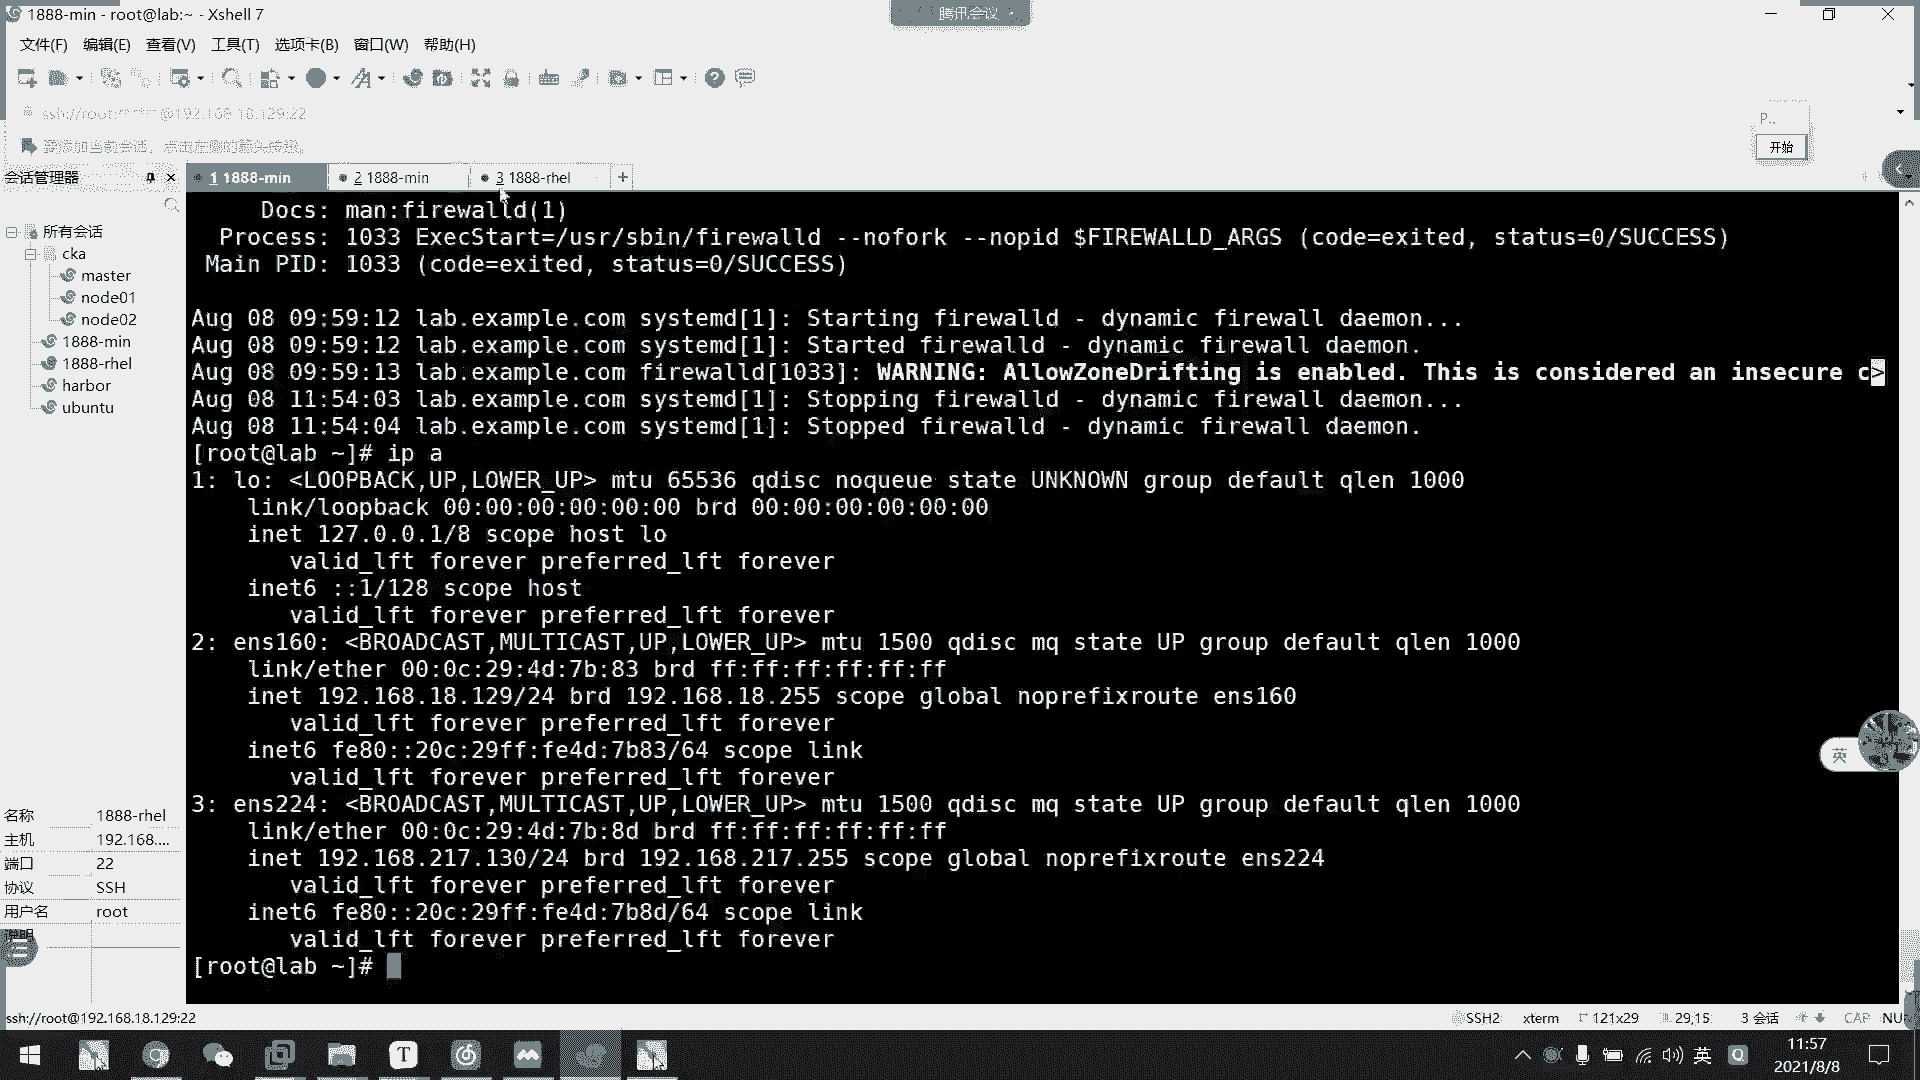 1888-min - root@lab:~ - Xshell 7
腾讯会议
文件(F) 编辑(E) 查看(V) 工具(T) 选项卡(B) 窗口(W) 帮助(H)
@192.168.18.129:22
P...
开始
会话管理器
1 1888-min
2 1888-min
3 1888-rhel
+
所有会话
cka
master
node01
node02
1888-min
1888-rhel
harbor
ubuntu
Docs: man:firewalld(1)
Process: 1033 ExecStart=/usr/sbin/firewalld --nofork --nopid $FIREWALLD_ARGS (code=exited, status=0/SUCCESS)
Main PID: 1033 (code=exited, status=0/SUCCESS)
Aug 08 09:59:12 lab.example.com systemd[1]: Starting firewalld - dynamic firewall daemon...
Aug 08 09:59:12 lab.example.com systemd[1]: Started firewalld - dynamic firewall daemon.
Aug 08 09:59:13 lab.example.com firewalld[1033]: WARNING: AllowZoneDrifting is enabled. This is considered an insecure c>
Aug 08 11:54:03 lab.example.com systemd[1]: Stopping firewalld - dynamic firewall daemon...
Aug 08 11:54:04 lab.example.com systemd[1]: Stopped firewalld - dynamic firewall daemon.
[root@lab ~]# ip a
1: lo: <LOOPBACK,UP,LOWER_UP> mtu 65536 qdisc noqueue state UNKNOWN group default qlen 1000
link/loopback 00:00:00:00:00:00 brd 00:00:00:00:00:00
inet 127.0.0.1/8 scope host lo
valid_lft forever preferred_lft forever
inet6 ::1/128 scope host
valid_lft forever preferred_lft forever
2: ens160: <BROADCAST,MULTICAST,UP,LOWER_UP> mtu 1500 qdisc mq state UP group default qlen 1000
link/ether 00:0c:29:4d:7b:83 brd ff:ff:ff:ff:ff:ff
inet 192.168.18.129/24 brd 192.168.18.255 scope global noprefixroute ens160
valid_lft forever preferred_lft forever
inet6 fe80::20c:29ff:fe4d:7b83/64 scope link
valid_lft forever preferred_lft forever
3: ens224: <BROADCAST,MULTICAST,UP,LOWER_UP> mtu 1500 qdisc mq state UP group default qlen 1000
link/ether 00:0c:29:4d:7b:8d brd ff:ff:ff:ff:ff:ff
inet 192.168.217.130/24 brd 192.168.217.255 scope global noprefixroute ens224
valid_lft forever preferred_lft forever
inet6 fe80::20c:29ff:fe4d:7b8d/64 scope link
valid_lft forever preferred_lft forever
[root@lab ~]#
名称 1888-rhel
主机 192.168....
端口 22
协议 SSH
用户名 root
说明
英
ssh://root@192.168.18.129:22
SSH2 xterm 121x29 29,15 3 会话 CAP NU
英
11:57
2021/8/8